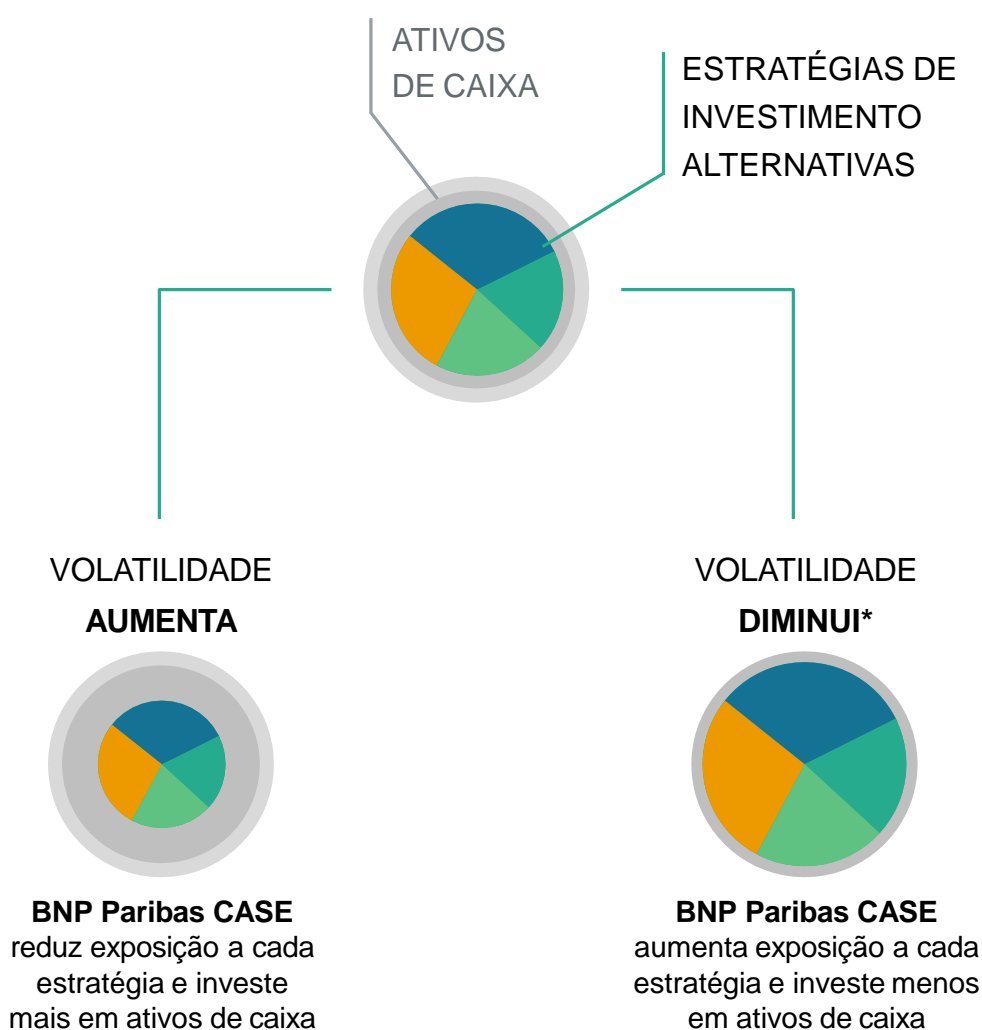 ATIVOS
DE CAIXA
ESTRATÉGIAS DE
INVESTIMENTO
ALTERNATIVAS
VOLATILIDADE
AUMENTA
BNP Paribas CASE
reduz exposição a cada
estratégia e investe
mais em ativos de caixa
VOLATILIDADE
DIMINUI*
BNP Paribas CASE
aumenta exposição a cada
estratégia e investe menos
em ativos de caixa